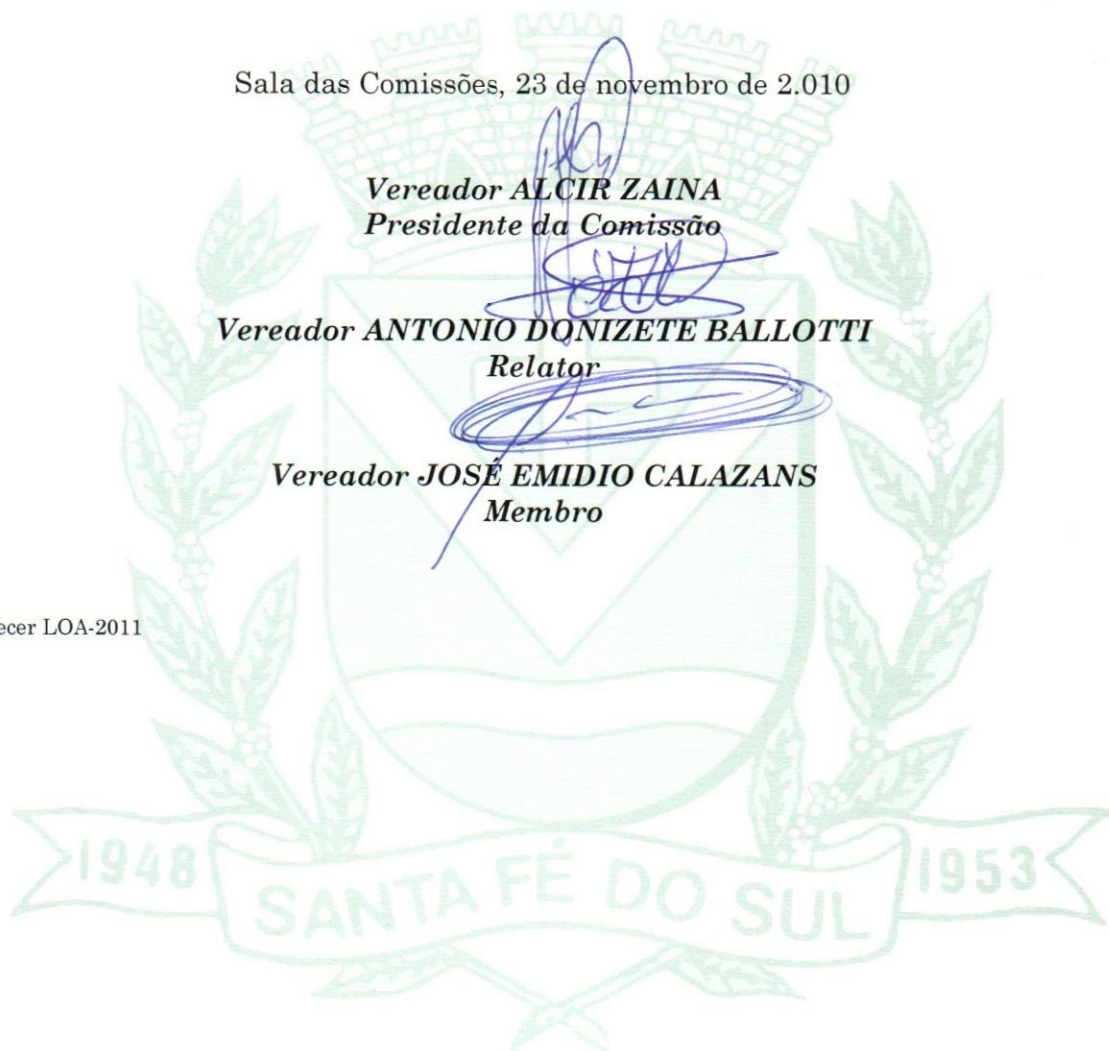 Sala das Comissões, 23 de novembro de 2.010
Vereador ALCIR ZAINA
Presidente da Comissão
Vereador ANTONIO DONIZETE BALLOTTI
Relator
Vereador JOSÉ EMIDIO CALAZANS
Membro
ecer LOA-2011
1948 SANTA FÉ DO SUL 1953